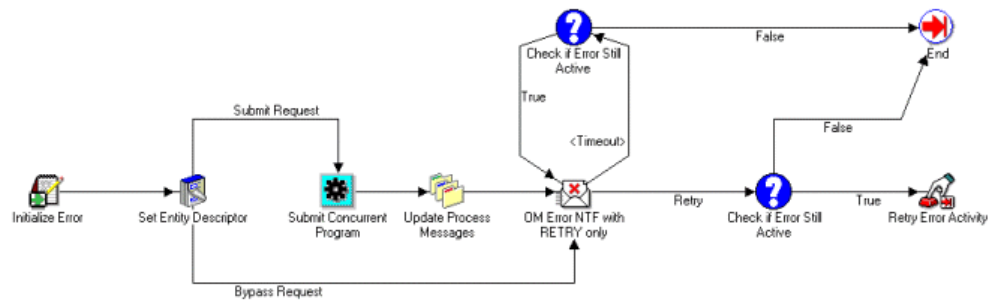 Check if Error Still
Active
False
End
True
<Timeout>
Submit Request
False
Initialize Error
Set Entity Descriptor
Submit Concurrent
Program
Update Process
Messages
OM Error NTF with
RETRY only
Retry
Check if Error Still
Active
True
Retry Error Activity
Bypass Request